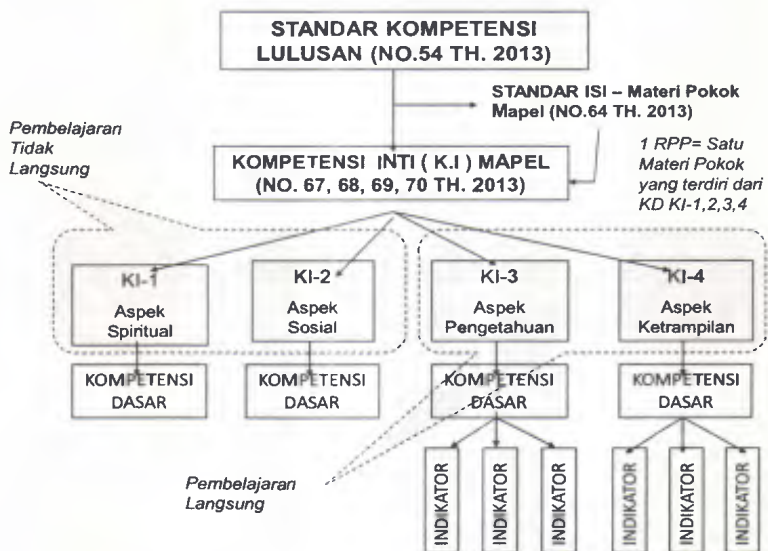 STANDAR KOMPETENSI
LULUSAN (NO.54 TH. 2013)
STANDAR ISI – Materi Pokok
Mapel (NO.64 TH. 2013)
Pembelajaran
Tidak
Langsung
KOMPETENSI INTI ( K.I ) MAPEL
(NO. 67, 68, 69, 70 TH. 2013)
1 RPP= Satu
Materi Pokok
yang terdiri dari
KD KI-1,2,3,4
KI-1
Aspek
Spiritual
KI-2
Aspek
Sosial
KI-3
Aspek
Pengetahuan
KI-4
Aspek
Ketrampilan
KOMPETENSI
DASAR
KOMPETENSI
DASAR
KOMPETENSI
DASAR
KOMPETENSI
DASAR
Pembelajaran
Langsung
INDIKATOR
INDIKATOR
INDIKATOR
INDIKATOR
INDIKATOR
INDIKATOR